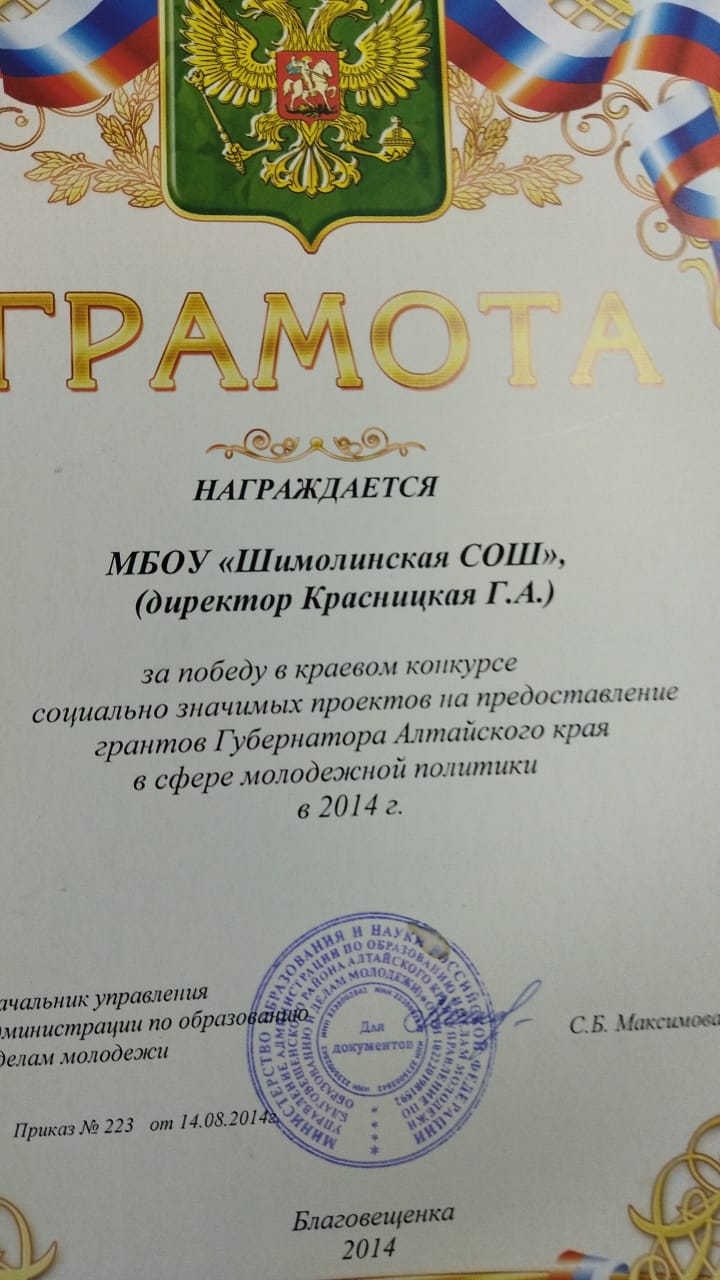 ГРАМОТА
НАГРАЖДАЕТСЯ
МБОУ «Шимолинская СОШ»,
(директор Красницкая Г.А.)
за победу в краевом конкурсе
социально значимых проектов на предоставление
грантов Губернатора Алтайского края
в сфере молодежной политики
в 2014 г.
ачальник управления
дминистрации по образованию
делам молодежи
С.Б. Максимова
Для
документов
Приказ № 223 от 14.08.2014г.
Благовещенка
2014